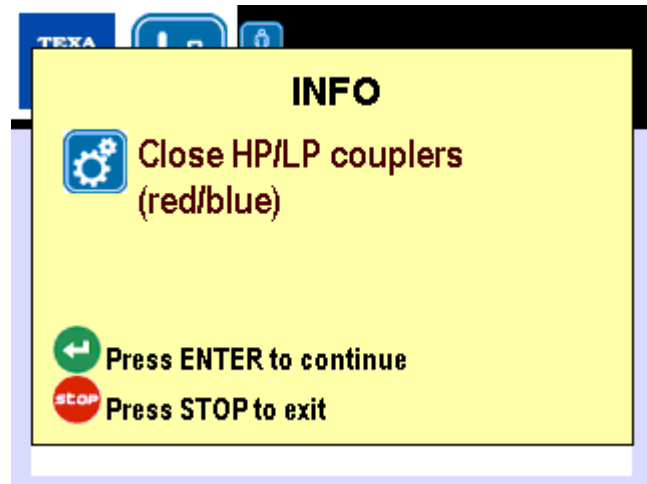 TEXA
INFO
Close HP/LP couplers
(red/blue)
Press ENTER to continue
stop Press STOP to exit